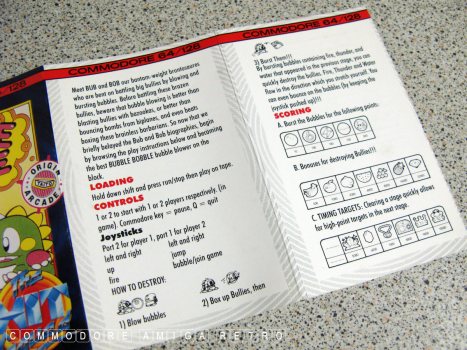 COMMODORE 64/128
Meet BUB and BOB our bantam-weight brontosaurs
who are bent on battling big bullies by blowing and
bursting bubbles. Before battling these brazen
bullies, beware that bubble blowing is better than
blasting bullies with bazookas, or better than
bouncing bombs from biplanes, and even beats
boxing these brainless barbarians. So now that we
briefly belayed the Bub and Bob biographies, begin
by browsing the play instructions below and becoming
the best BUBBLE BOBBLE bubble blower on the
block.
LOADING
Hold down shift and press run/stop then play on tape.
CONTROLS
1 or 2 to start with 1 or 2 players respectively. (in
game). Commodore key = pause, Q = quit
Joysticks
Port 2 for player 1, port 1 for player 2
left and right left and right
up jump
fire bubble/join game
HOW TO DESTROY:
1) Blow bubbles 2) Box up Bullies, then
COMMODORE 64/128
3) Burst Them!!!
By bursting bubbles containing fire, thunder, and
water that appeared in the previous stage, you can
quickly destroy the bullies. Fire, Thunder and Water
flow in the direction which you directed yourself. You
can even bounce on the bubbles (by keeping the
joystick pushed up)!!!
SCORING
A. Burst the Bubbles for the following points:
B. Bonuses for destroying Bullies!!!
C. TIMING TARGETS: Clearing a stage quickly allows
for high-point targets in the next stage.
/128
ORIGINAL
TAITO
ARCADE
COMMODORE AMIGA RETRO